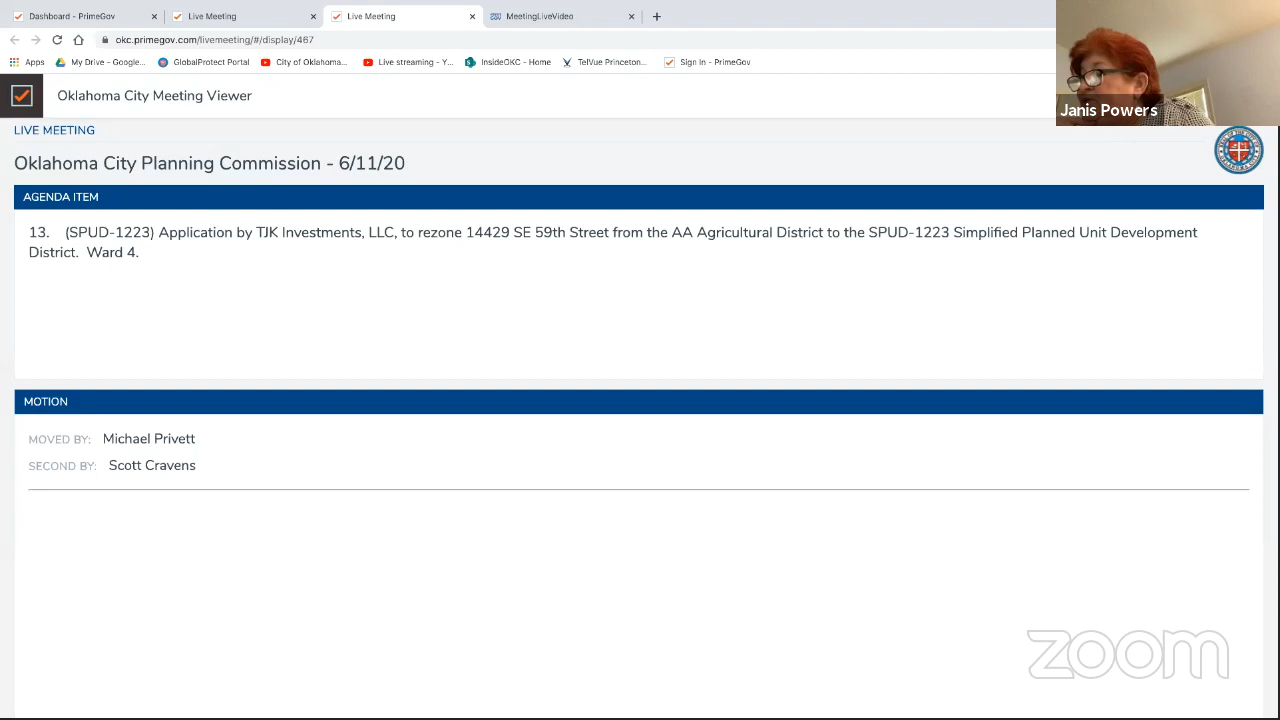 Dashboard - PrimeGov
Live Meeting
Live Meeting
MeetingLiveVideo
okc.primegov.com/livemeeting/#/display/467
Apps
My Drive - Google...
GlobalProtect Portal
City of Oklahoma...
Live streaming - Y...
InsideOKC - Home
TelVue Princeton...
Sign In - PrimeGov
Oklahoma City Meeting Viewer
Janis Powers
LIVE MEETING
Oklahoma City Planning Commission - 6/11/20
AGENDA ITEM
13. (SPUD-1223) Application by TJK Investments, LLC, to rezone 14429 SE 59th Street from the AA Agricultural District to the SPUD-1223 Simplified Planned Unit Development
District. Ward 4.
MOTION
MOVED BY: Michael Privett
SECOND BY: Scott Cravens
zoom